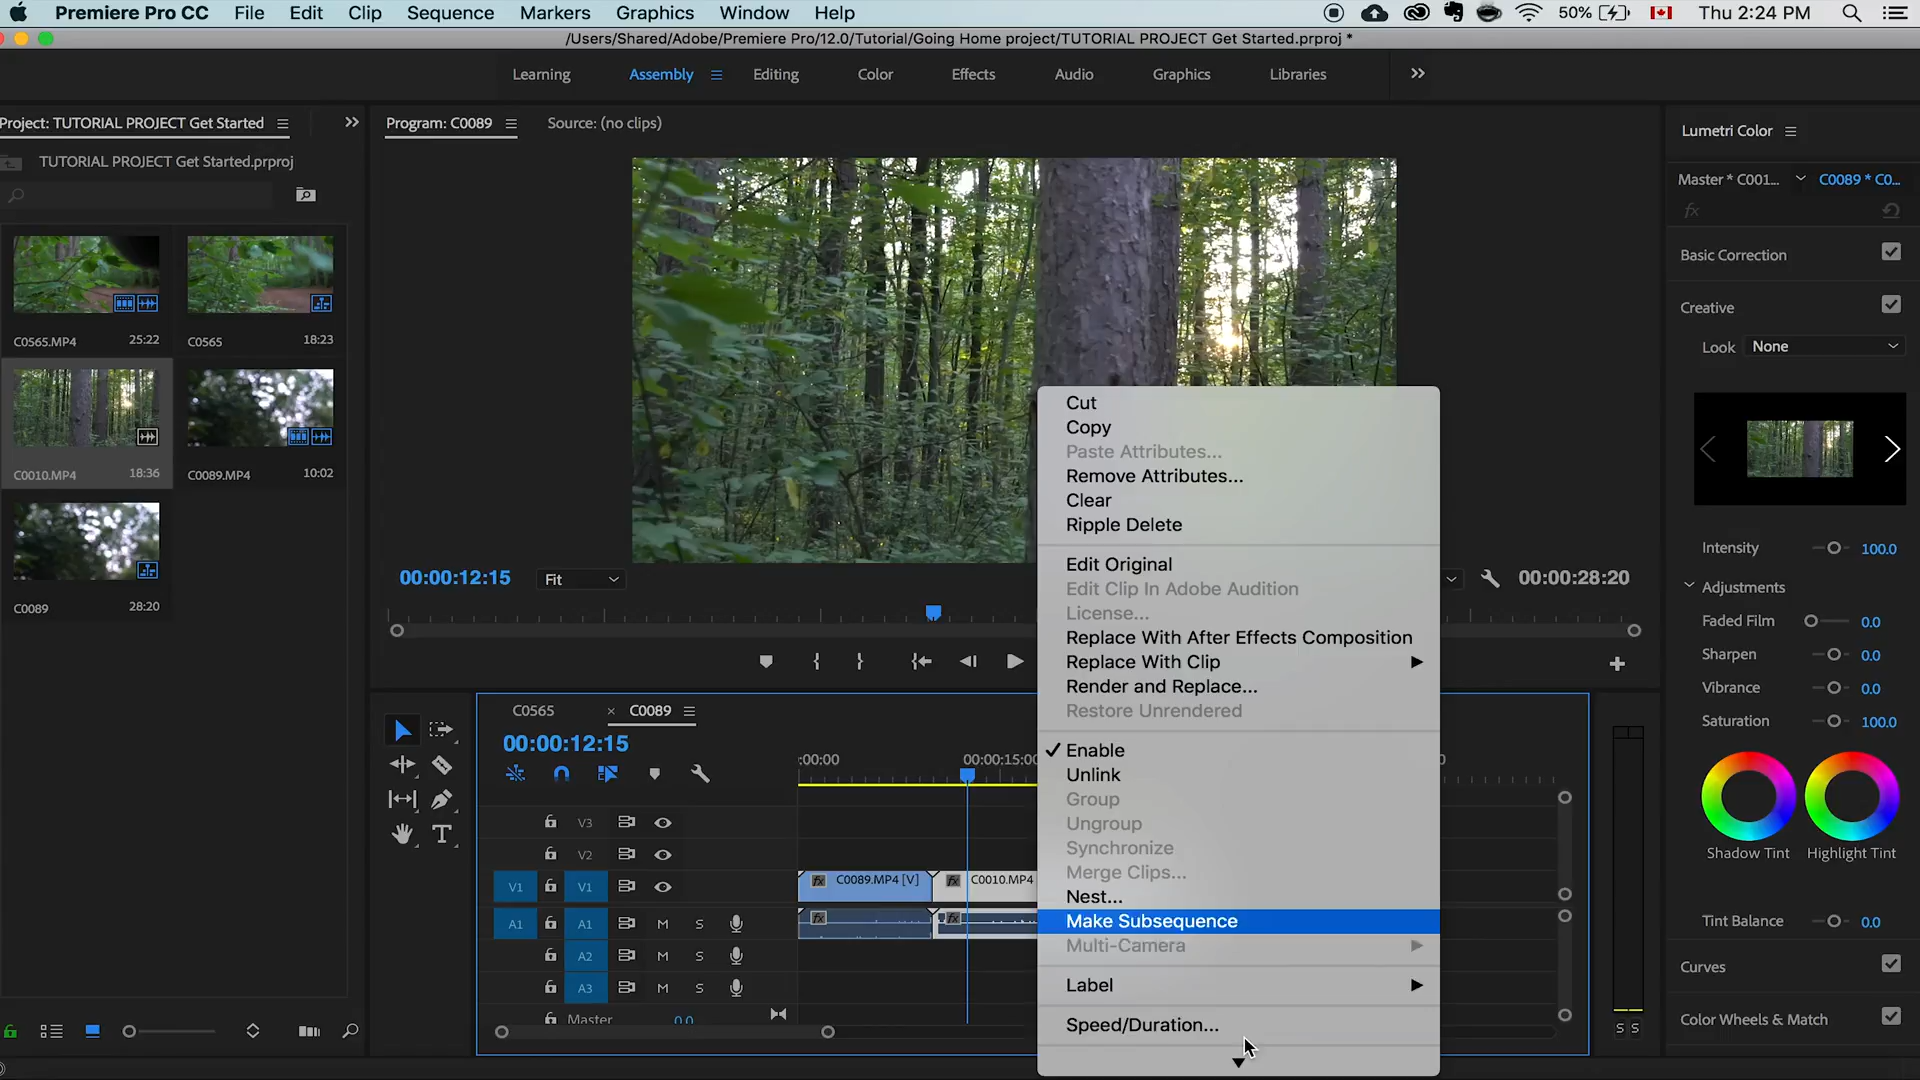 Premiere Pro CC File Edit Clip Sequence Markers Graphics Window Help 50% Thu 2:24 PM
/Users/Shared/Adobe/Premiere Pro/12.0/Tutorial/Going Home project/TUTORIAL PROJECT Get Started.prproj *
Learning Assembly Editing Color Effects Audio Graphics Libraries
Project: TUTORIAL PROJECT Get Started
TUTORIAL PROJECT Get Started.prproj
C0565.MP4 25:22
C0565 18:23
C0010.MP4 18:36
C0089.MP4 10:02
C0089 28:20
Program: C0089
Source: (no clips)
00:00:12:15
Fit
00:00:28:20
Cut
Copy
Paste Attributes...
Remove Attributes...
Clear
Ripple Delete
Edit Original
Edit Clip In Adobe Audition
License...
Replace With After Effects Composition
Replace With Clip
Render and Replace...
Restore Unrendered
Enable
Unlink
Group
Ungroup
Synchronize
Merge Clips...
Nest...
Make Subsequence
Multi-Camera
Label
Speed/Duration...
C0565
C0089
00:00:12:15
:00:00 00:00:15:00
V3
V2
V1 V1 fx C0089.MP4 [V] fx C0010.MP4
A1 A1 M S fx fx
A2 M S
A3 M S
Master 0.0
S S
Lumetri Color
Master * C001... C0089 * C0...
fx
Basic Correction
Creative
Look None
Intensity 100.0
Adjustments
Faded Film 0.0
Sharpen 0.0
Vibrance 0.0
Saturation 100.0
Shadow Tint Highlight Tint
Tint Balance 0.0
Curves
Color Wheels & Match